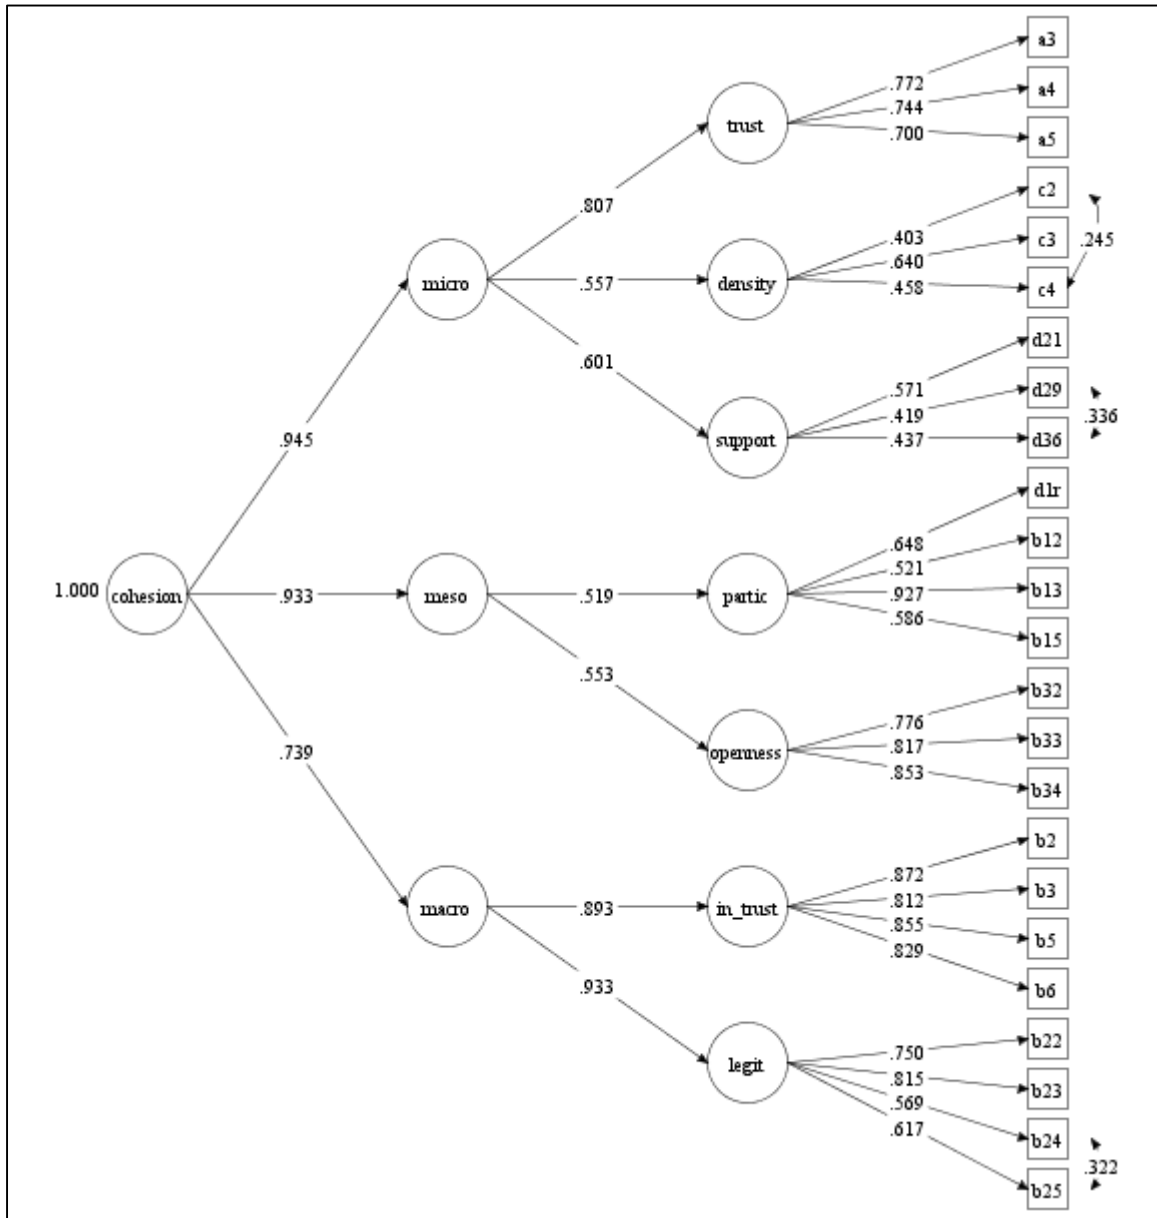 a3
.772
a4
.744
trust
a5
.700
c2
.807
.403
c3
.245
.640
micro
.557
density
c4
.458
d21
.601
.571
d29
.419
.336
support
.437
d36
.945
d1r
.648
b12
.521
1.000
cohesion
.933
meso
.519
partic
.927
b13
.586
b15
.553
b32
.776
b33
.817
openness
.853
b34
.739
b2
.872
b3
.812
macro
.893
in_trust
.855
b5
.829
b6
.933
b22
.750
legit
.815
b23
.569
b24
.617
.322
b25